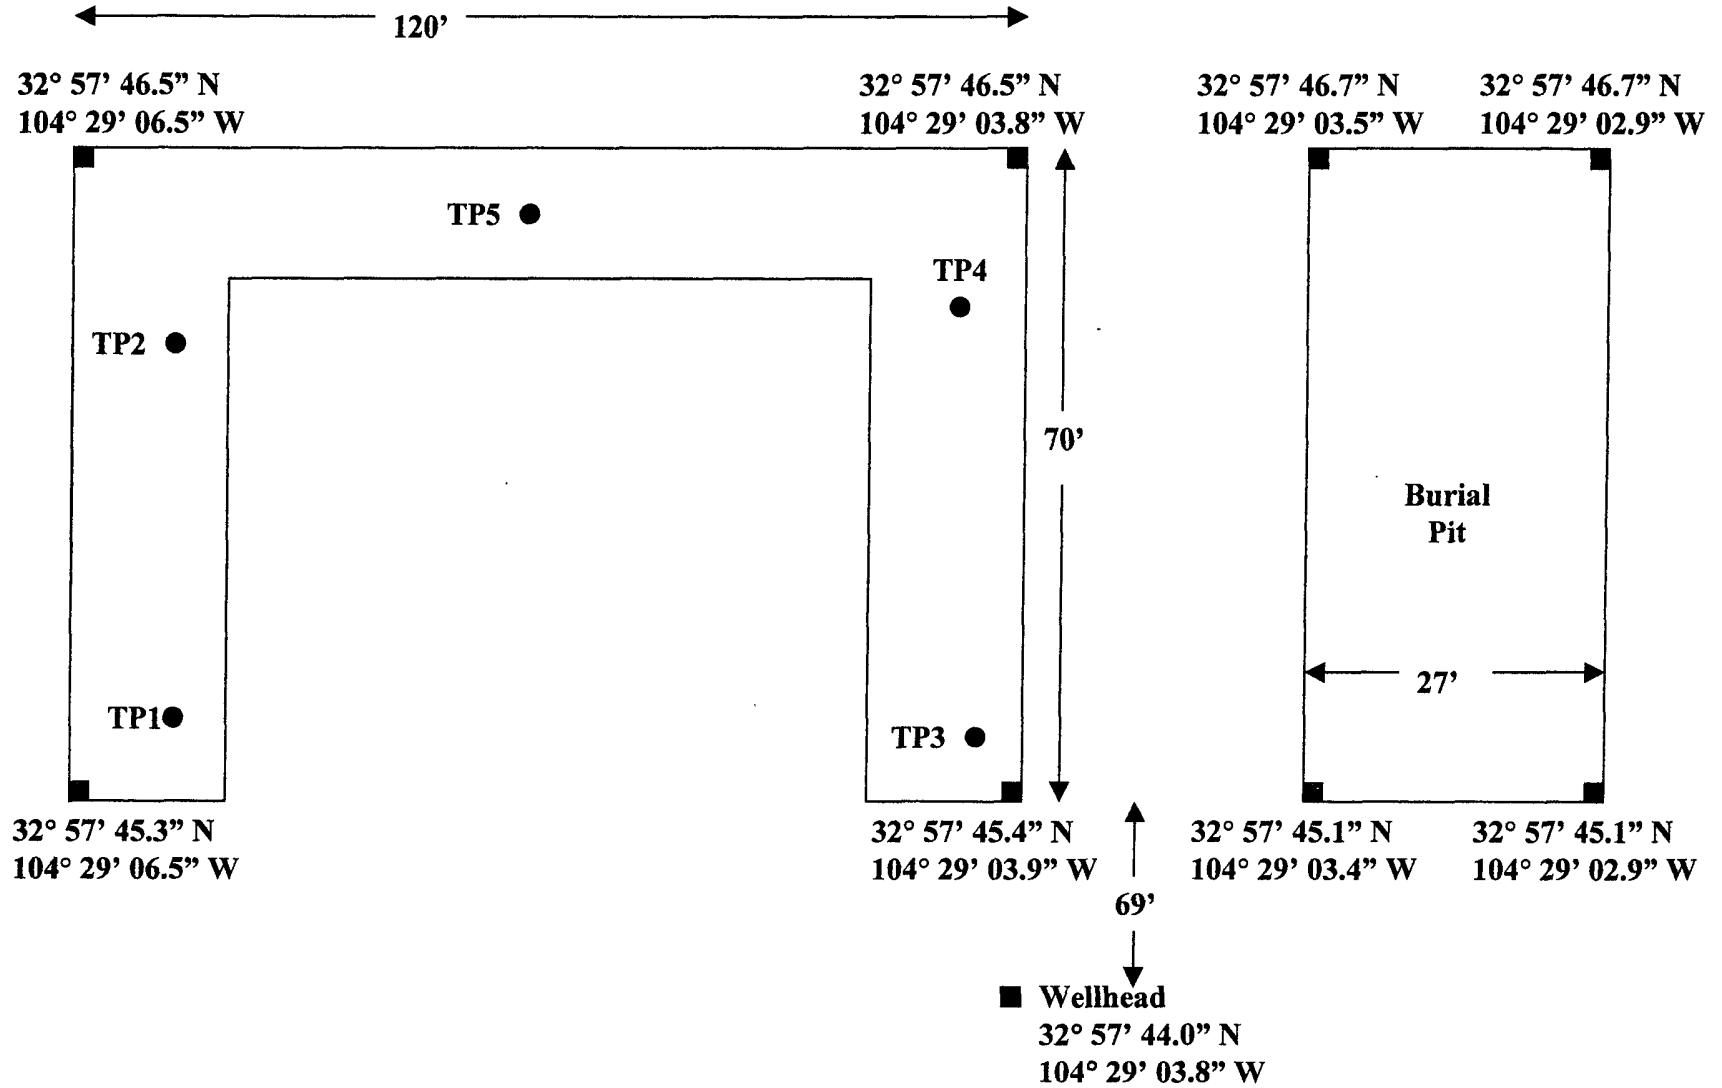 120’
32° 57’ 46.5” N
104° 29’ 06.5” W
32° 57’ 46.5” N
104° 29’ 03.8” W
32° 57’ 46.7” N
104° 29’ 03.5” W
32° 57’ 46.7” N
104° 29’ 02.9” W
TP5
TP4
TP2
70’
Burial
Pit
27’
TP1
TP3
32° 57’ 45.3” N
104° 29’ 06.5” W
32° 57’ 45.4” N
104° 29’ 03.9” W
32° 57’ 45.1” N
104° 29’ 03.4” W
32° 57’ 45.1” N
104° 29’ 02.9” W
69’
Wellhead
32° 57’ 44.0” N
104° 29’ 03.8” W